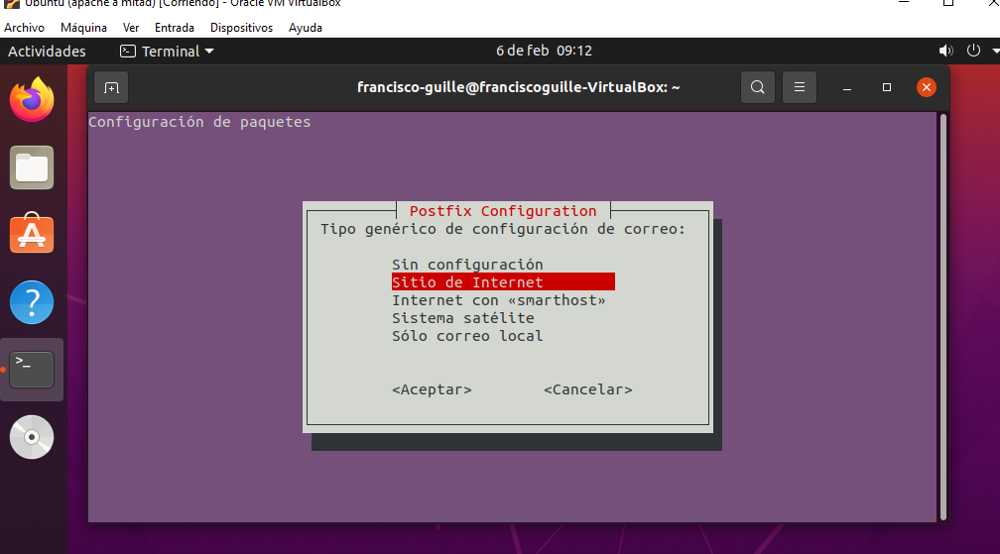 Ubuntu (apache a mitad) [Corriendo] - Oracle VM VirtualBox
Archivo Máquina Ver Entrada Dispositivos Ayuda
Actividades Terminal 6 de feb 09:12
francisco-guille@franciscoguille-VirtualBox: ~
Configuración de paquetes
Postfix Configuration
Tipo genérico de configuración de correo:
Sin configuración
Sitio de Internet
Internet con «smarthost»
Sistema satélite
Sólo correo local
<Aceptar> <Cancelar>